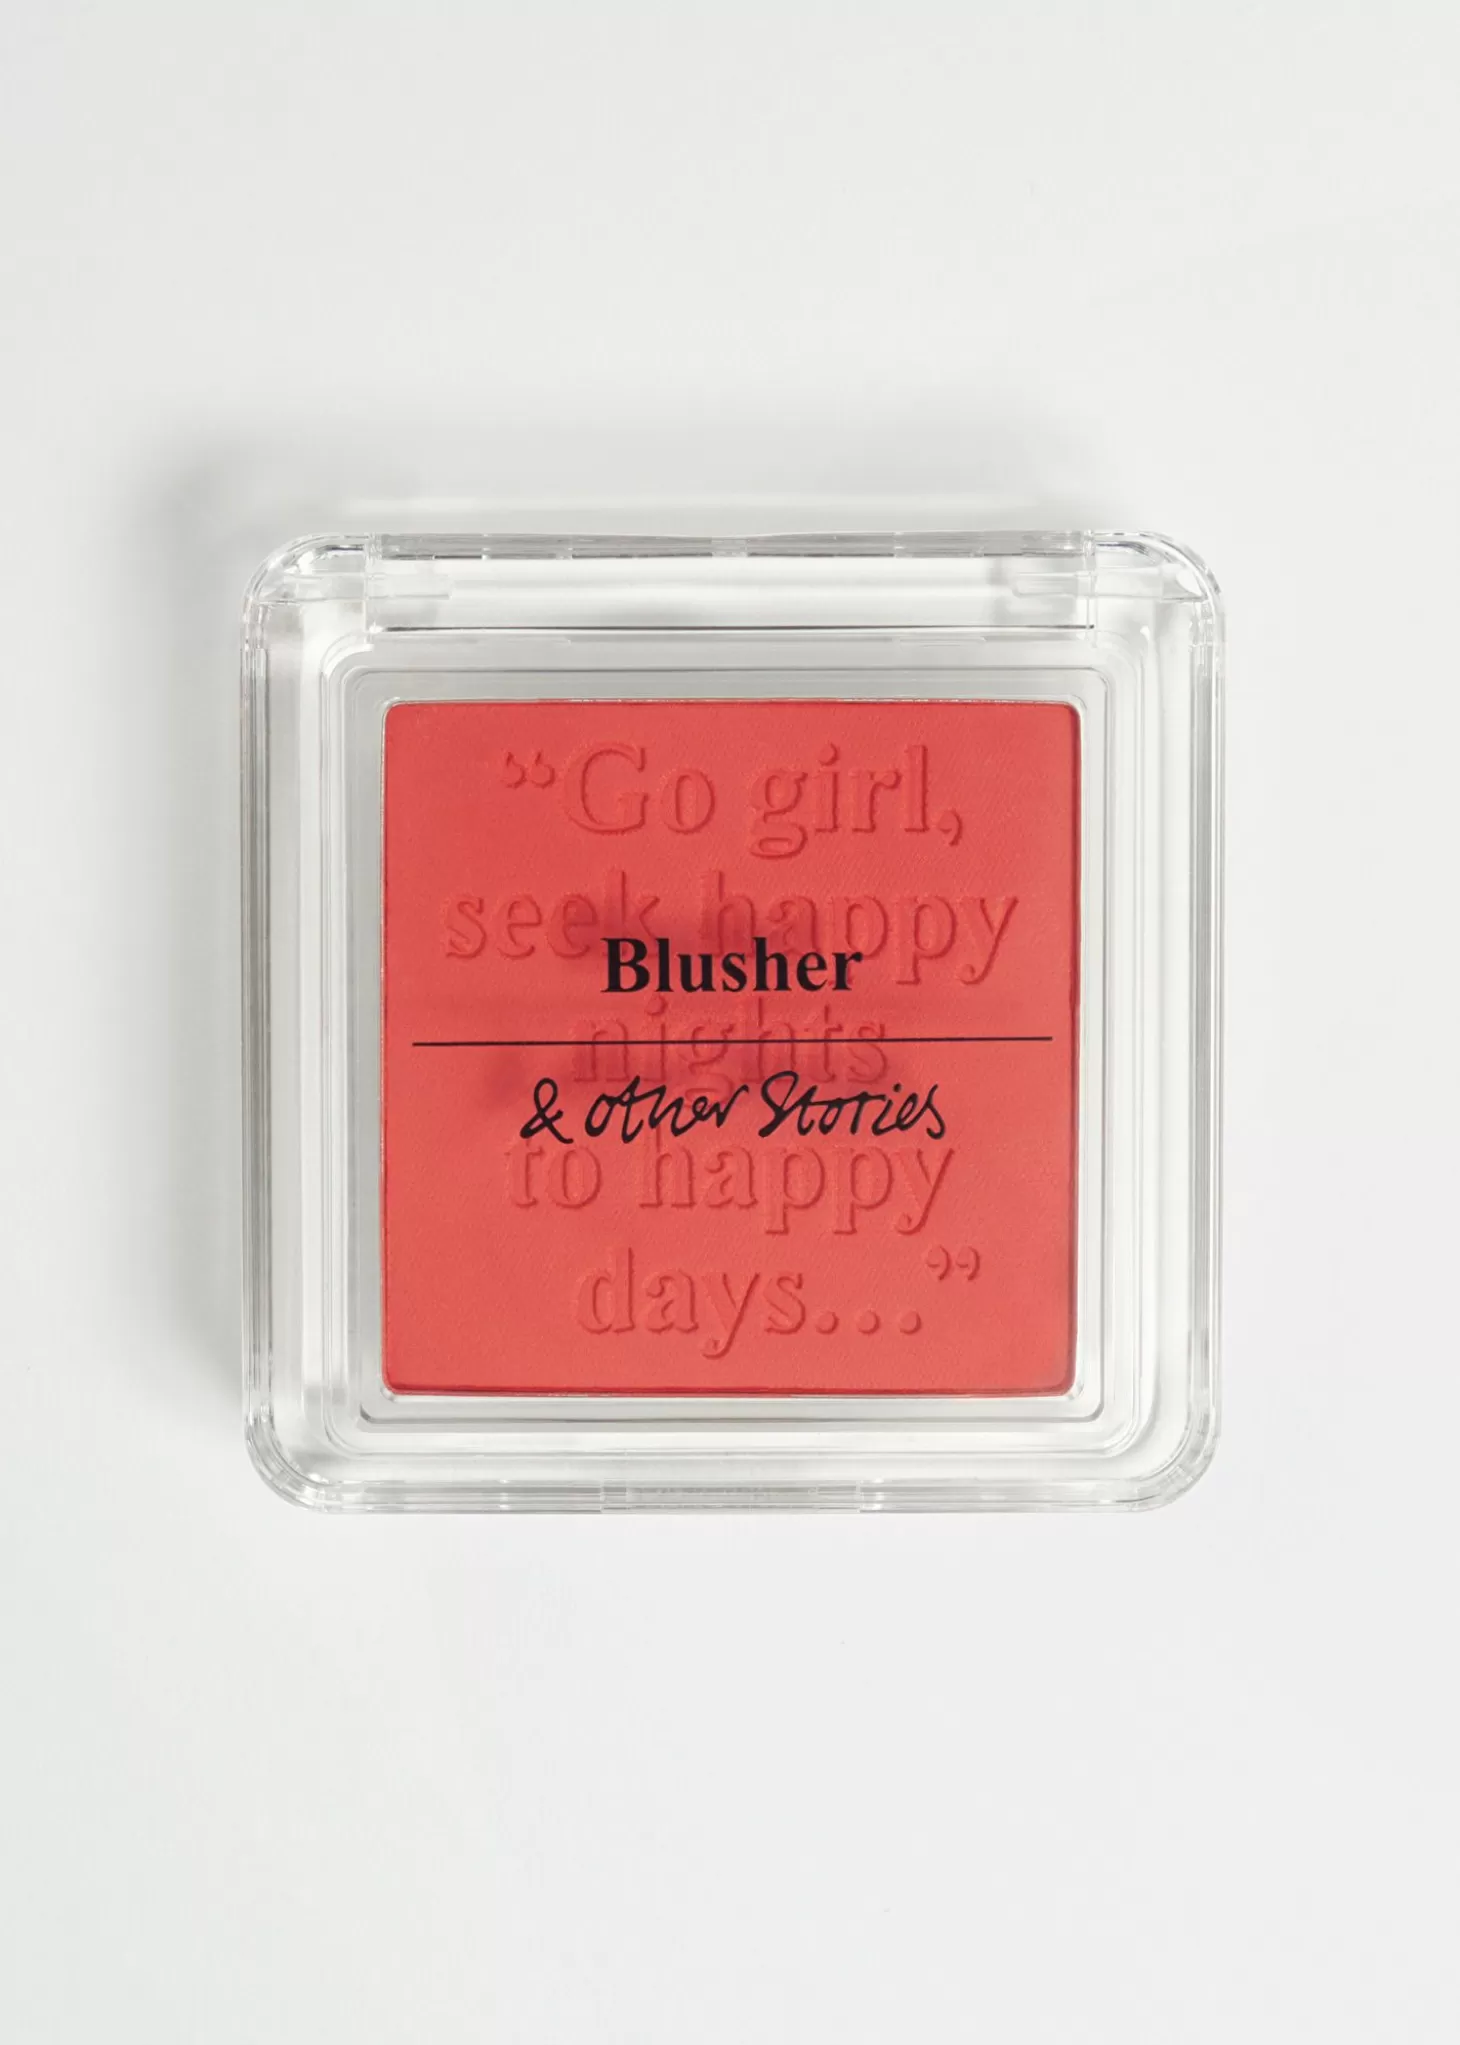 “Go girl,
seek happy
Blusher
nights
& other Stories
to happy
days...”